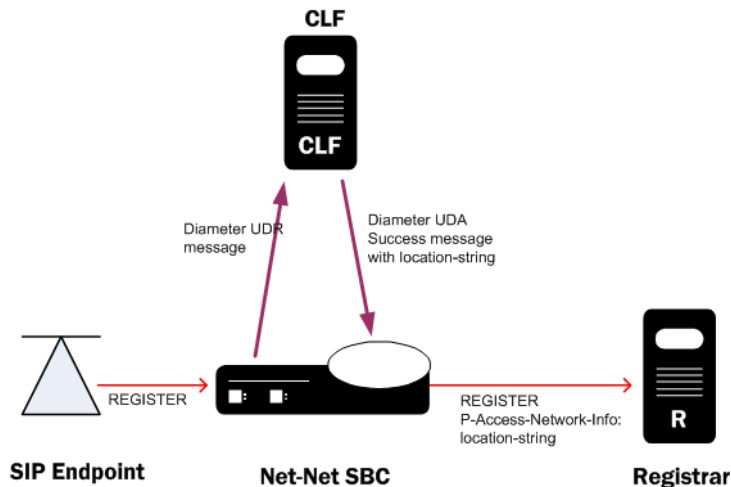 CLF
CLF
Diameter UDR
message
Diameter UDA
Success message
with location-string
REGISTER
REGISTER
P-Access-Network-Info:
location-string
R
SIP Endpoint
Net-Net SBC
Registrar